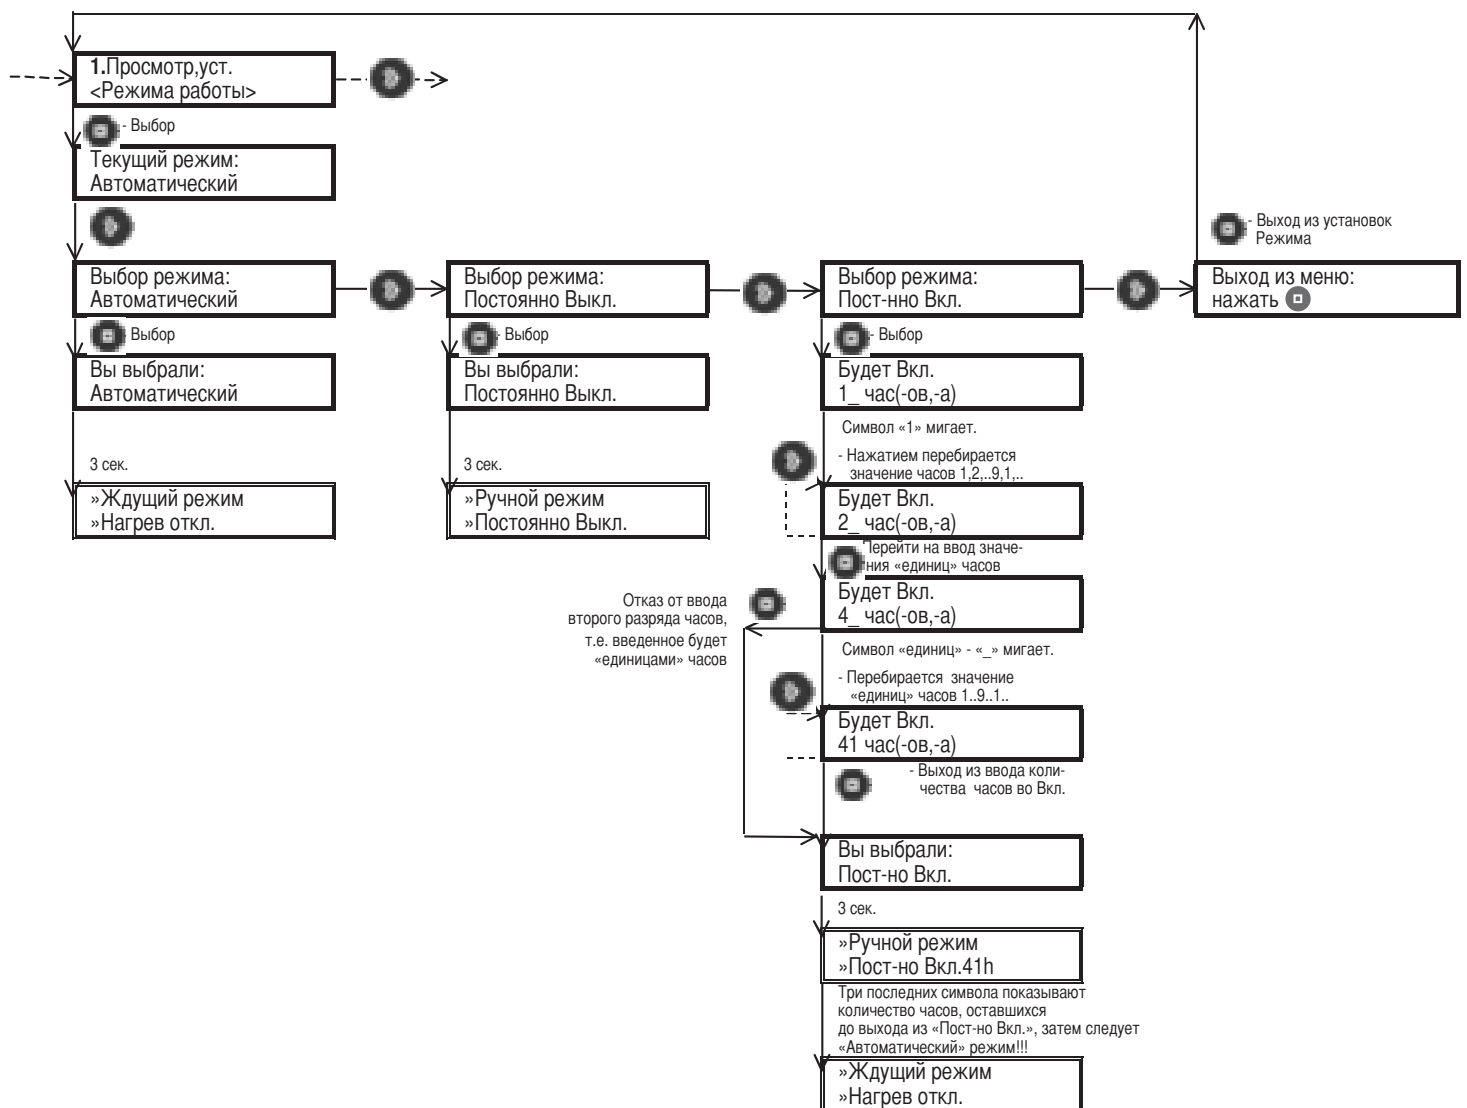 1.Просмотр,уст.
<Режима работы>
- Выбор
Текущий режим:
Автоматический
- Выход из установок
Режима
Выбор режима:
Автоматический
Выбор режима:
Постоянно Выкл.
Выбор режима:
Пост-нно Вкл.
Выход из меню:
нажать
Выбор
- Выбор
- Выбор
Вы выбрали:
Автоматический
Вы выбрали:
Постоянно Выкл.
Будет Вкл.
1_ час(-ов,-а)
Символ «1» мигает.
3 сек.
3 сек.
- Нажатием перебирается
значение часов 1,2,..9,1,..
»Ждущий режим
»Нагрев откл.
»Ручной режим
»Постоянно Выкл.
Будет Вкл.
2_ час(-ов,-а)
Перейти на ввод значе-
ния «единиц» часов
Будет Вкл.
4_ час(-ов,-а)
Отказ от ввода
второго разряда часов,
т.е. введенное будет
«единицами» часов
Символ «единиц» - «_» мигает.
- Перебирается значение
«единиц» часов 1..9..1..
Будет Вкл.
41 час(-ов,-а)
- Выход из ввода коли-
чества часов во Вкл.
Вы выбрали:
Пост-но Вкл.
3 сек.
»Ручной режим
»Пост-но Вкл.41h
Три последних символа показывают
количество часов, оставшихся
до выхода из «Пост-но Вкл.», затем следует
«Автоматический» режим!!!
»Ждущий режим
»Нагрев откл.